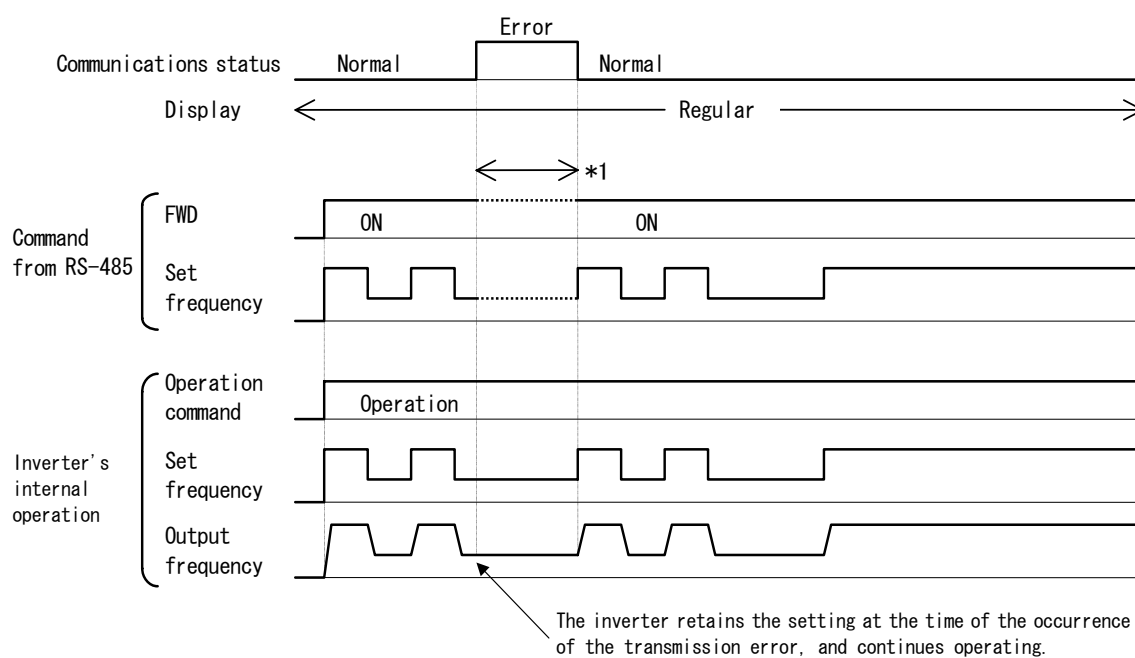 Error
Communications status Normal Normal
Display Regular
*1
Command
from RS-485
FWD ON ON
Set
frequency
Inverter's
internal
operation
Operation
command
Operation
Set
frequency
Output
frequency
The inverter retains the setting at the time of the occurrence
of the transmission error, and continues operating.